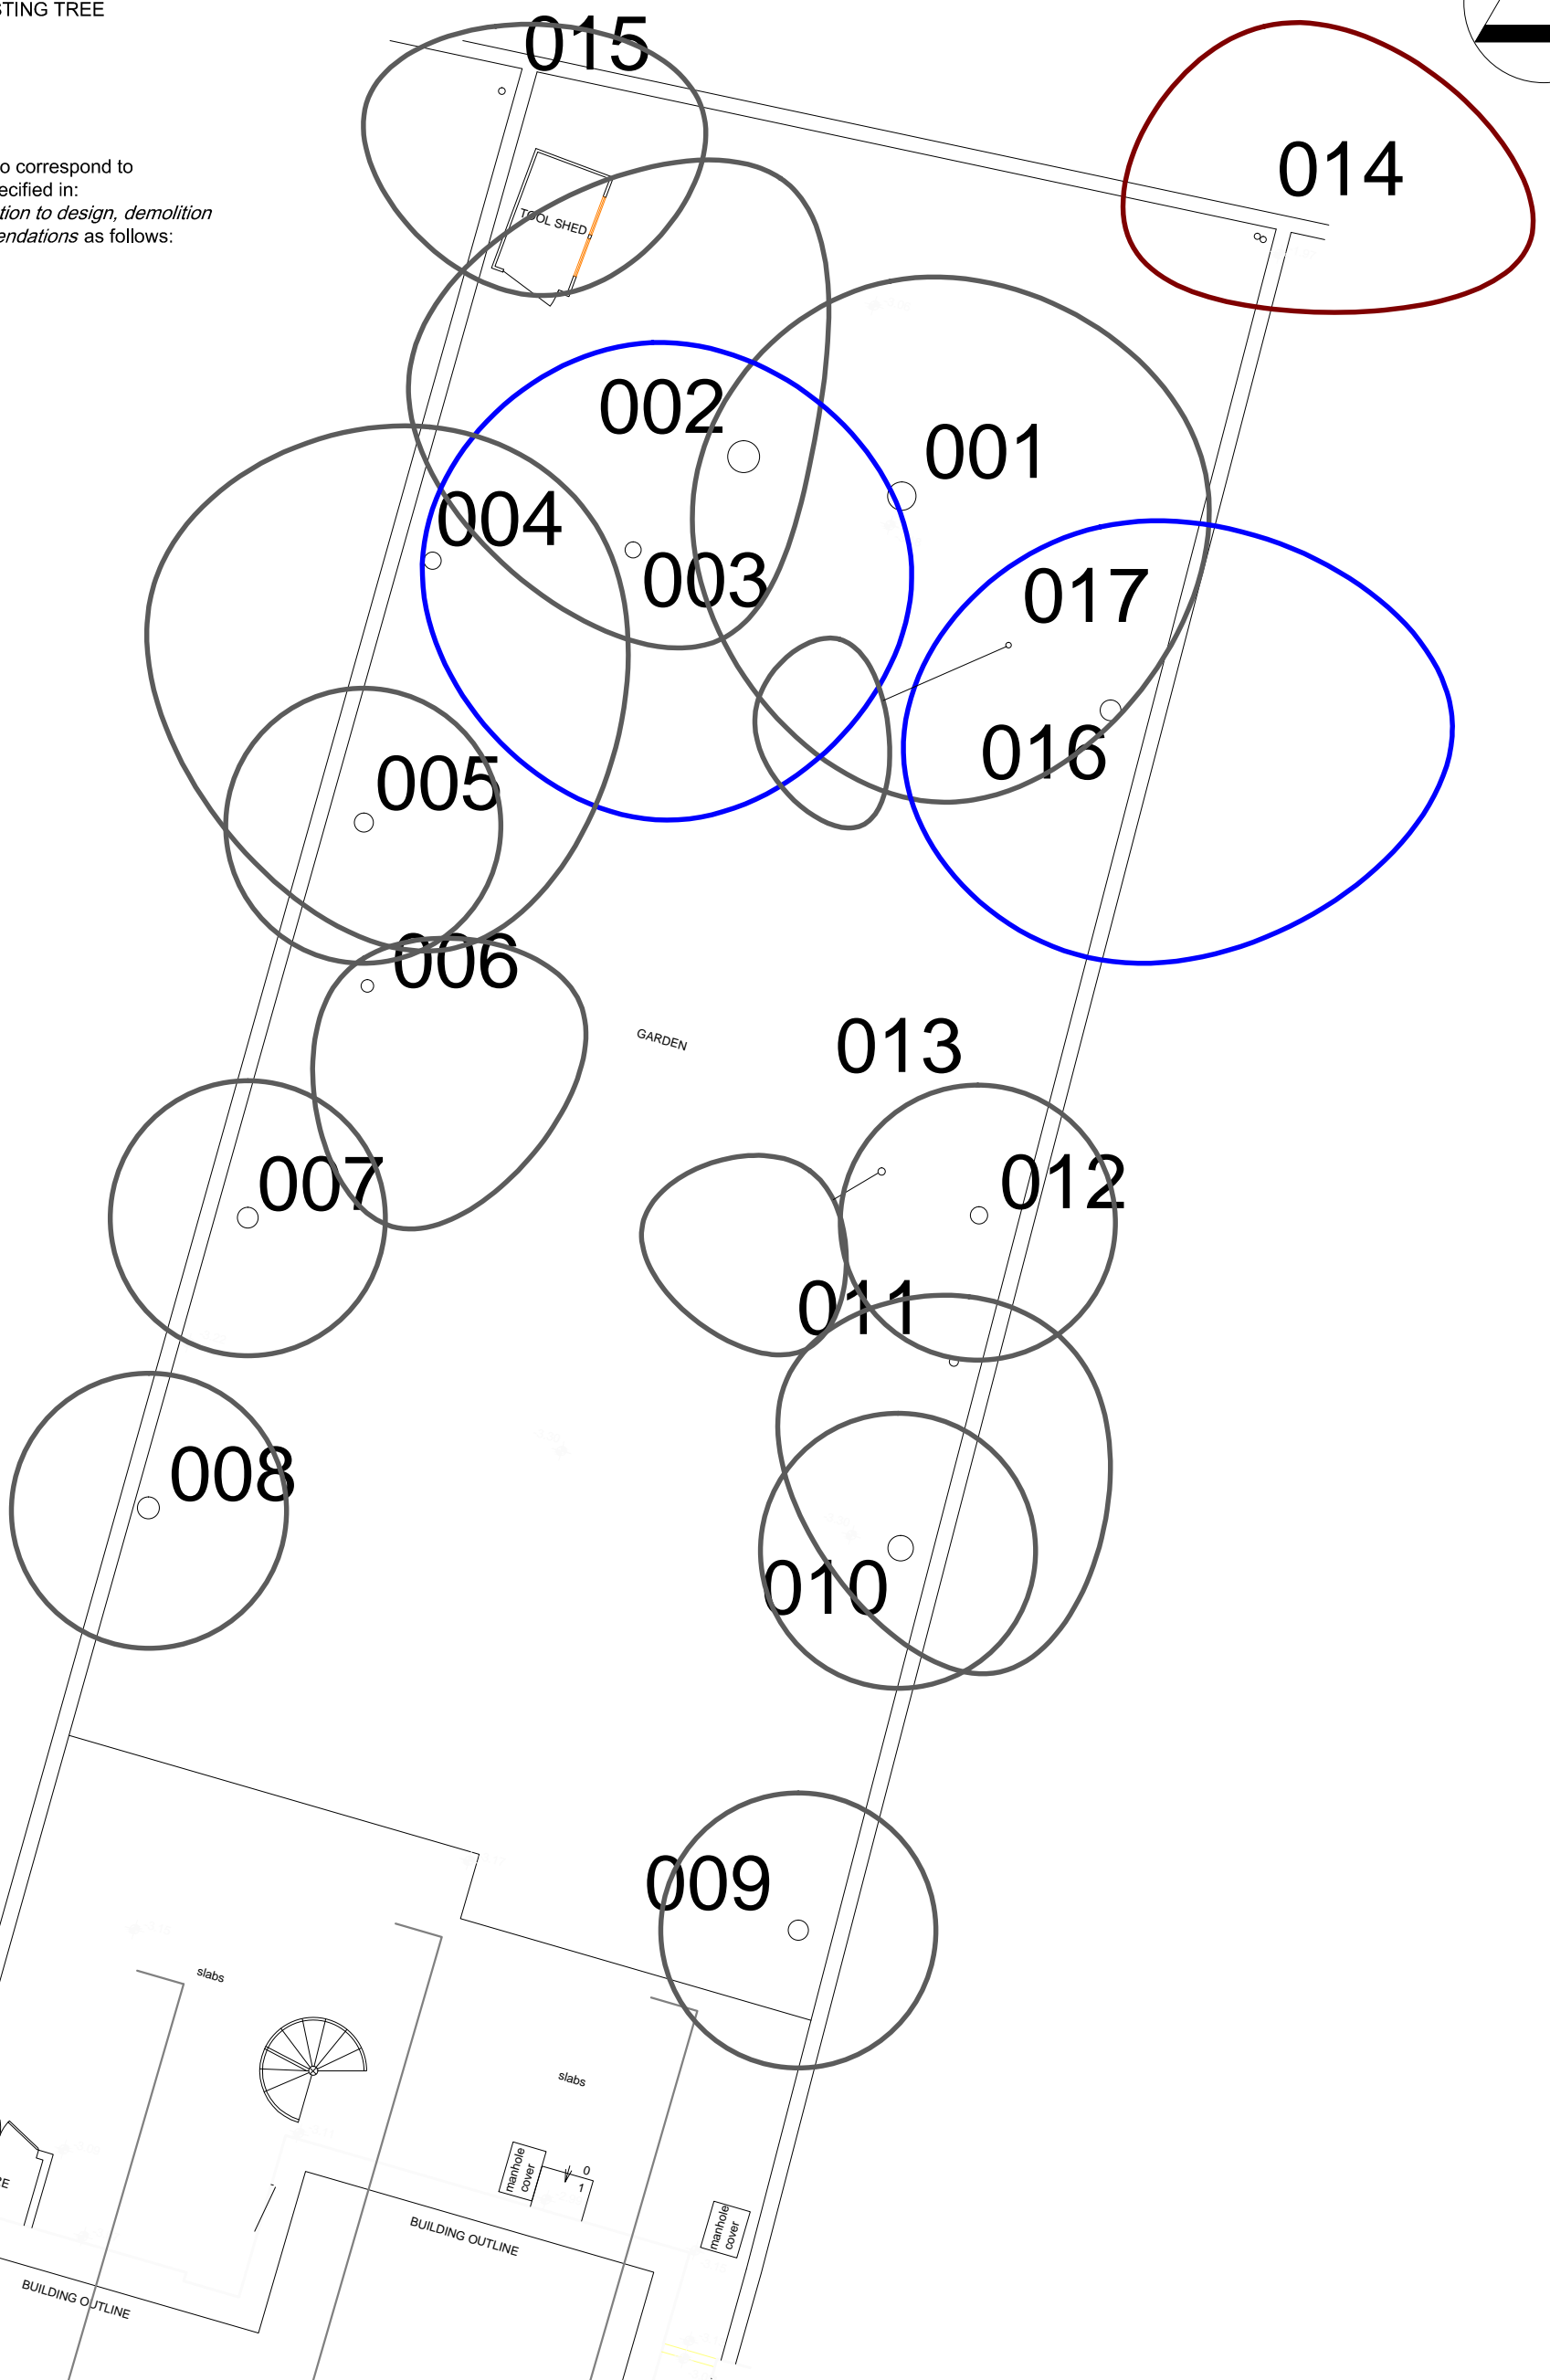 STING TREE
o correspond to
ecified in:
tion to design, demolition
endations as follows:
015
014
TOOL SHED
002
001
004
003
017
016
005
006
GARDEN
013
007
012
011
008
010
009
slabs
slabs
manhole
cover
0
1
manhole
cover
RE
BUILDING OUTLINE
BUILDING OUTLINE